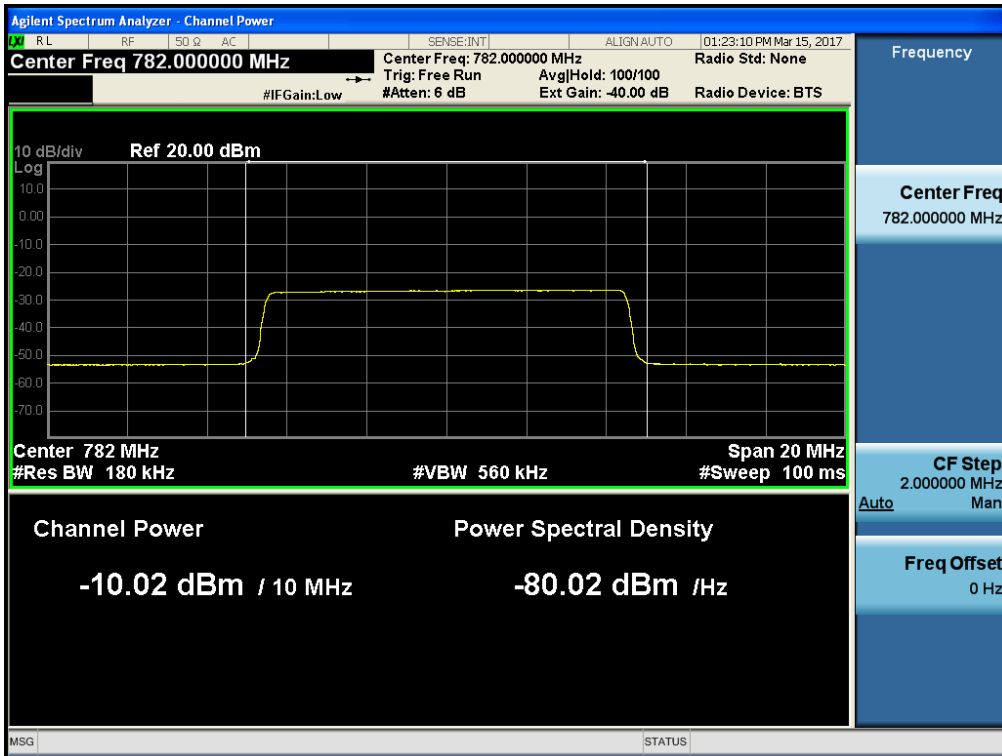 Agilent Spectrum Analyzer - Channel Power
LXI RL RF 50 Ω AC SENSE:INT ALIGN AUTO 01:23:10 PM Mar 15, 2017
Center Freq 782.000000 MHz
Center Freq: 782.000000 MHz Radio Std: None
Trig: Free Run Avg|Hold: 100/100
#IFGain:Low #Atten: 6 dB Ext Gain: -40.00 dB Radio Device: BTS
10 dB/div Ref 20.00 dBm
Log
10.0
0.00
-10.0
-20.0
-30.0
-40.0
-50.0
-60.0
-70.0
Center 782 MHz Span 20 MHz
#Res BW 180 kHz #VBW 560 kHz #Sweep 100 ms
Channel Power Power Spectral Density
-10.02 dBm / 10 MHz -80.02 dBm /Hz
Frequency
Center Freq
782.000000 MHz
CF Step
2.000000 MHz
Auto Man
Freq Offset
0 Hz
MSG STATUS